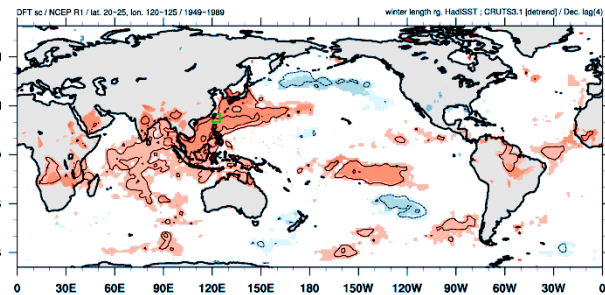 DFT sc / NCEP R1 / lat. 20-25, lon. 120-125 / 1949-1989 winter length rg. HadISST ; CRUTS3.1 [detrend] / Dec. lag(4)
0 30E 60E 90E 120E 150E 180 150W 120W 90W 60W 30W 0